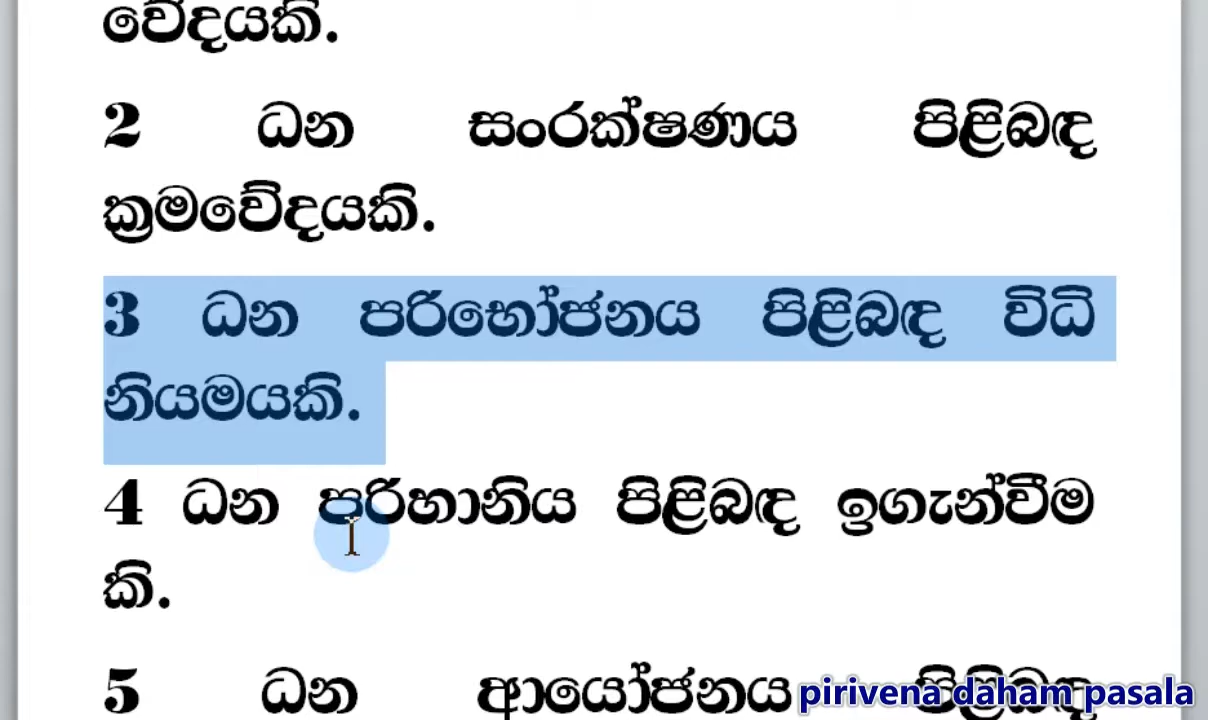 වේදයකි.
2 ධන සංරක්ෂණය පිළිබඳ
ක්‍රමවේදයකි.
3 ධන පරිභෝජනය පිළිබඳ විධි
නියමයකි.
4 ධන පරිහානිය පිළිබඳ ඉගැන්වීම
කි.
5 ධන ආයෝජනය පිළිබඳ
pirivena daham pasala